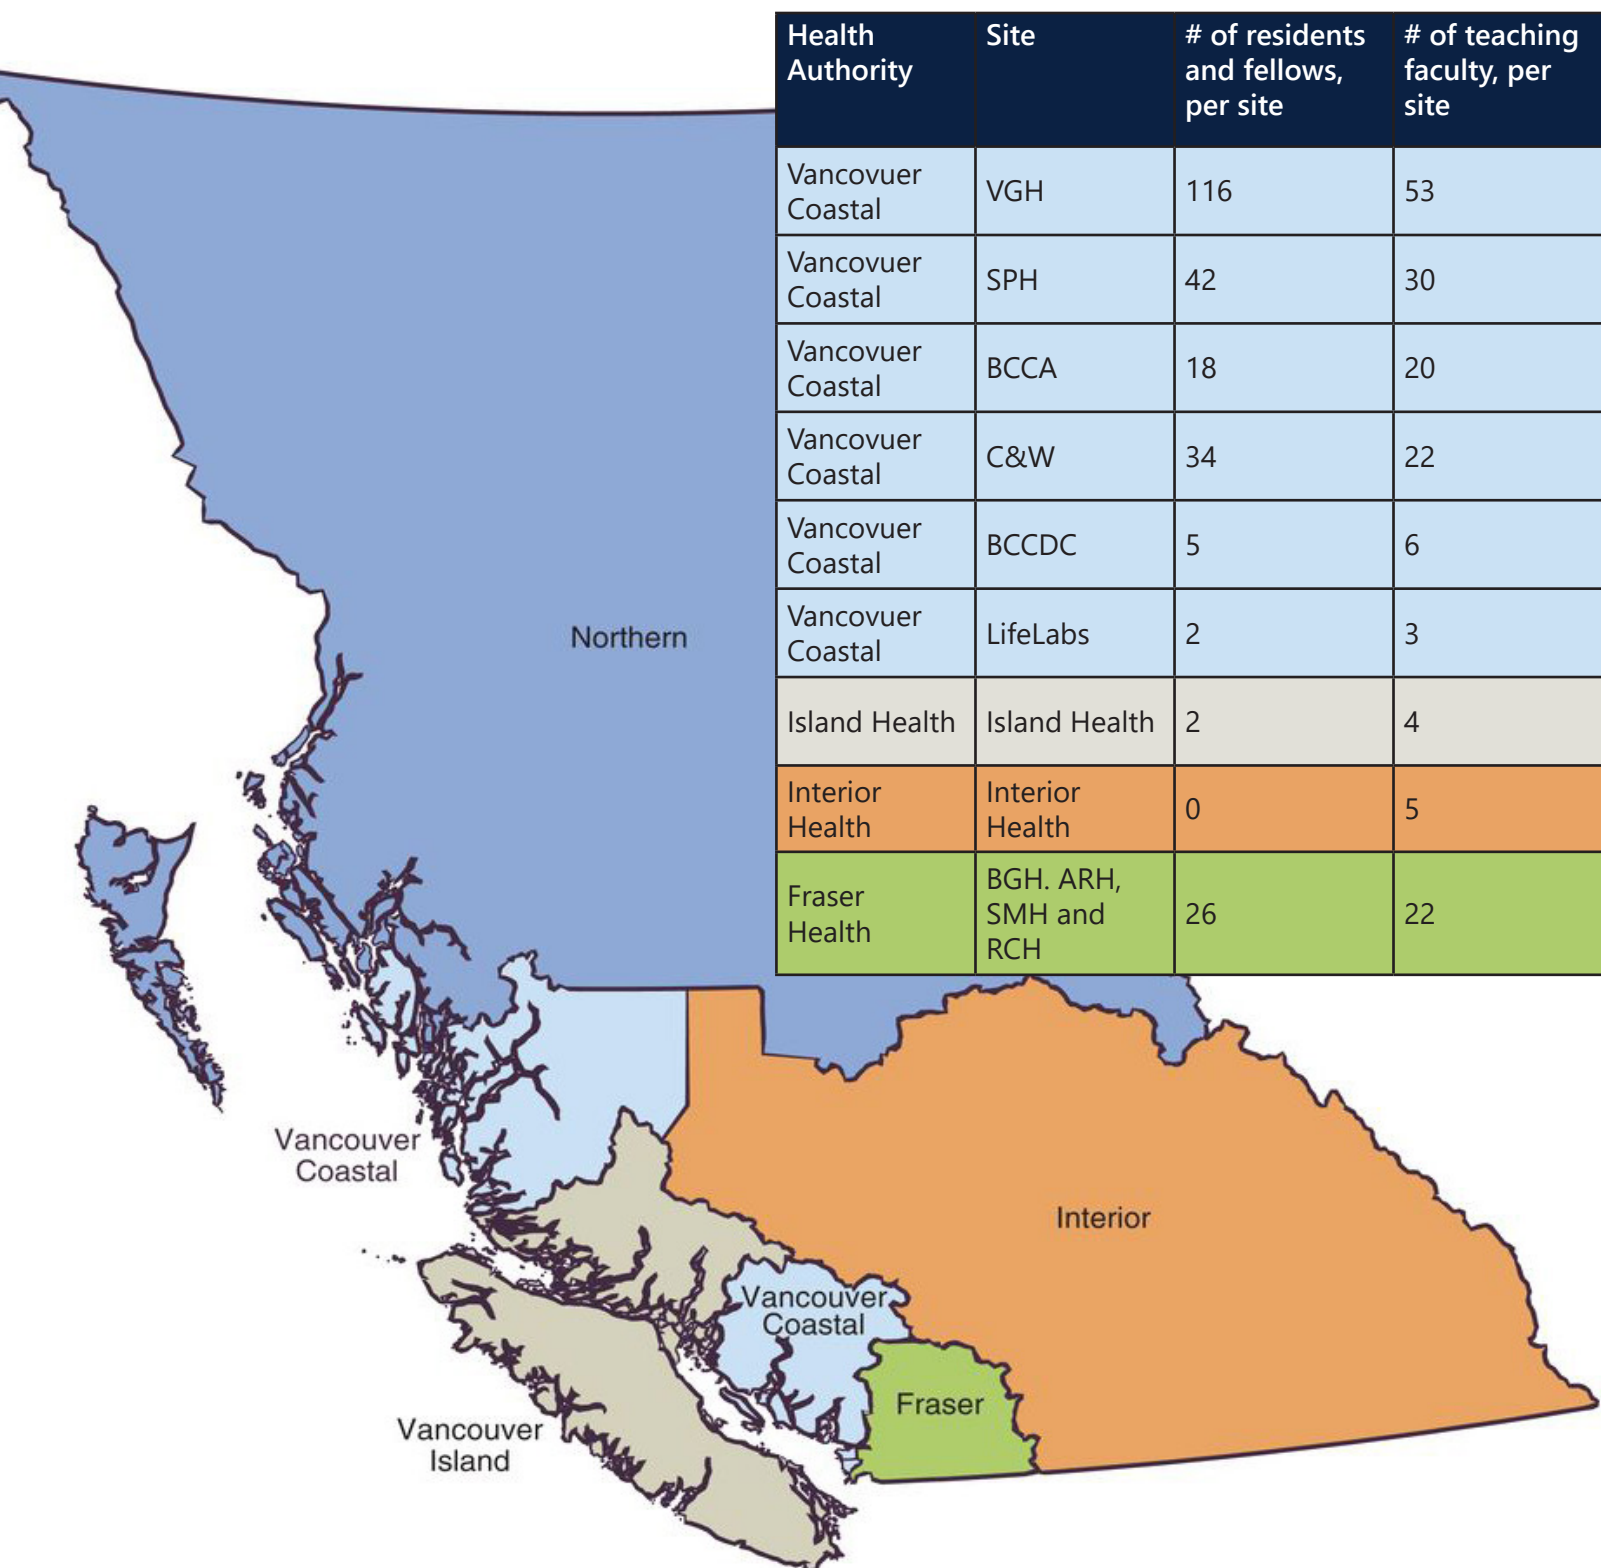 Health
Authority
Site
# of residents
and fellows,
per site
# of teaching
faculty, per
site
Vancovuer
Coastal
VGH
116
53
Vancovuer
Coastal
SPH
42
30
Vancovuer
Coastal
BCCA
18
20
Vancovuer
Coastal
C&W
34
22
Vancovuer
Coastal
BCCDC
5
6
Vancovuer
Coastal
LifeLabs
2
3
Island Health
Island Health
2
4
Interior
Health
Interior
Health
0
5
Fraser
Health
BGH. ARH,
SMH and
RCH
26
22
Northern
Vancouver
Coastal
Interior
Vancouver
Coastal
Fraser
Vancouver
Island